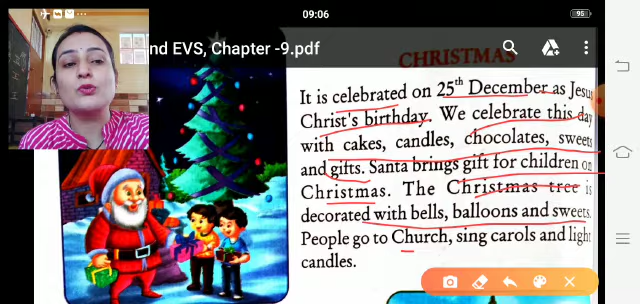 09:06
95
nd EVS, Chapter -9.pdf
CHRISTMAS
It is celebrated on 25th December as Jesu
Christ's birthday. We celebrate this day
with cakes, candles, chocolates, sweets
and gifts. Santa brings gift for children on
Christmas. The Christmas tree is
decorated with bells, balloons and sweets.
People go to Church, sing carols and light
candles.